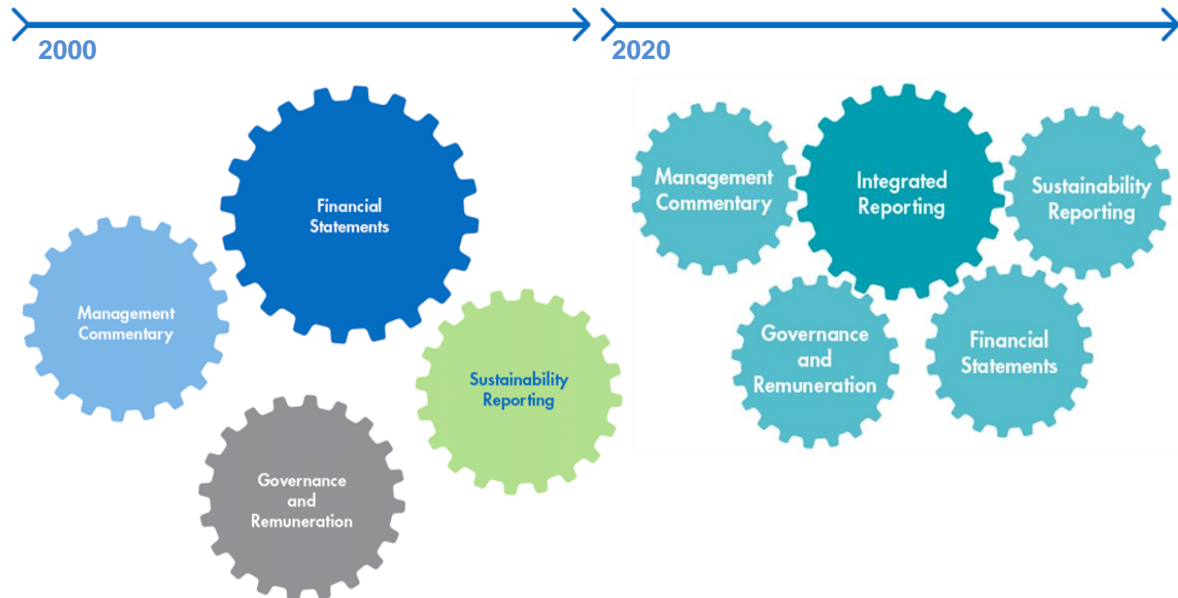 2000
Financial
Statements
Management
Commentary
Sustainability
Reporting
Governance
and
Remuneration
2020
Management
Commentary
Integrated
Reporting
Sustainability
Reporting
Governance
and
Remuneration
Financial
Statements